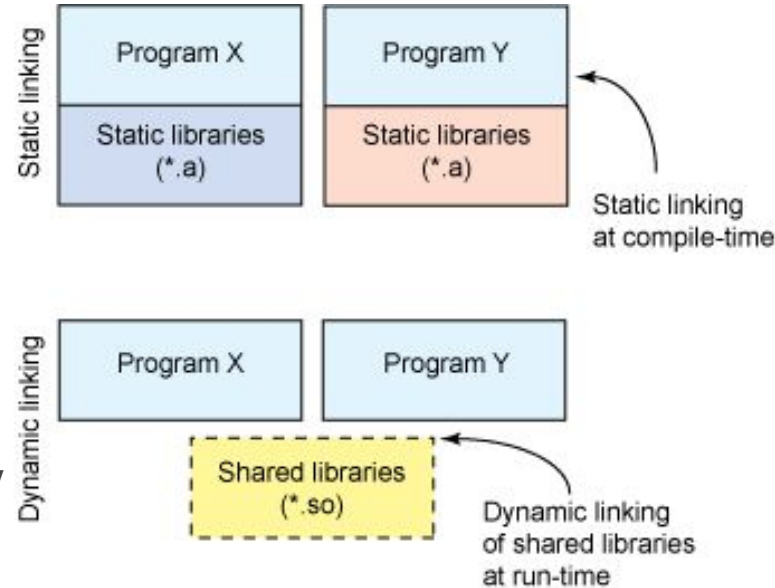 Static linking
Program X
Program Y
Static libraries
(*.a)
Static libraries
(*.a)
Static linking
at compile-time
Dynamic linking
Program X
Program Y
Shared libraries
(*.so)
Dynamic linking
of shared libraries
at run-time